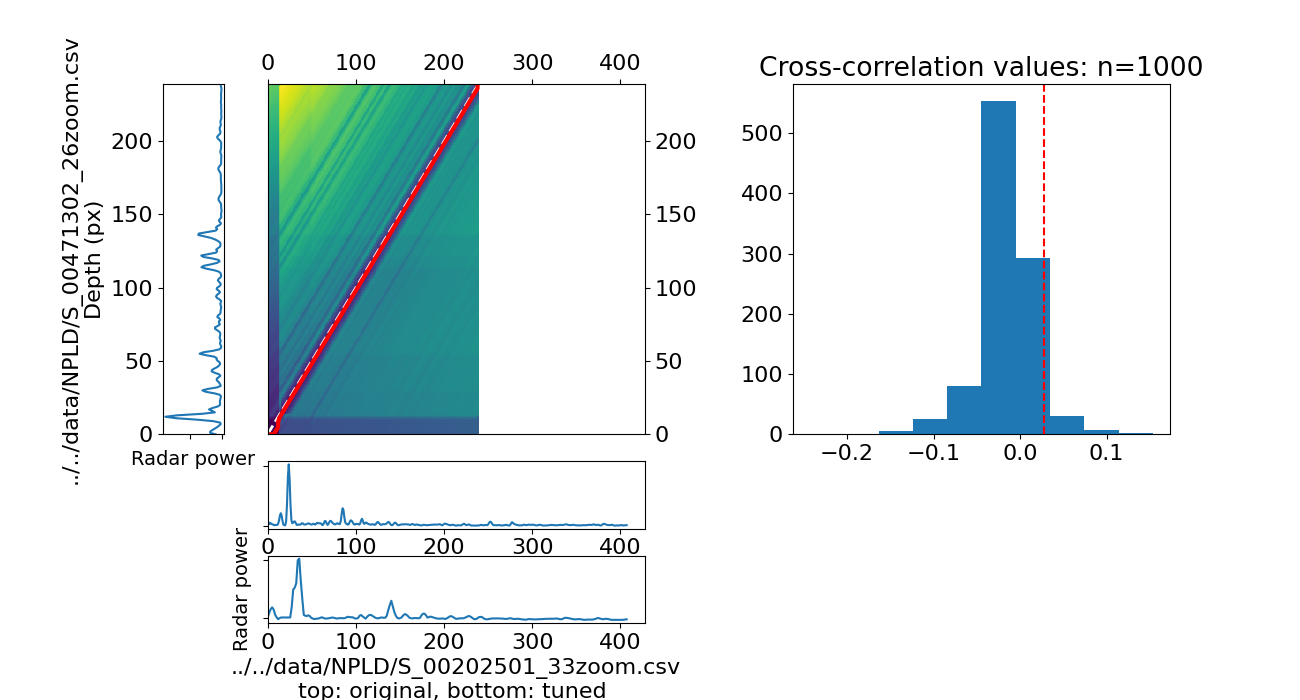 0 100 200 300 400
Cross-correlation values: n=1000
../../data/NPLD/S_00471302_26zoom.csv
Depth (px)
200
150
100
50
0
200
150
100
50
0
500
400
300
200
100
0
−0.2 −0.1 0.0 0.1
Radar power
0 100 200 300 400
Radar power
0 100 200 300 400
../../data/NPLD/S_00202501_33zoom.csv
top: original, bottom: tuned